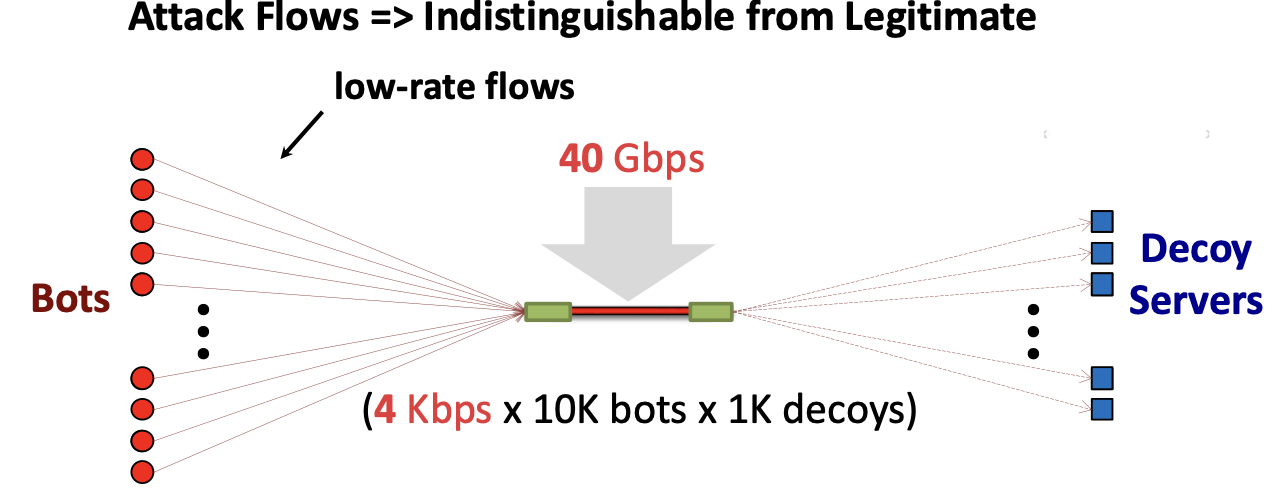 Attack Flows => Indistinguishable from Legitimate
low-rate flows
40 Gbps
Bots
Decoy
Servers
(4 Kbps x 10K bots x 1K decoys)